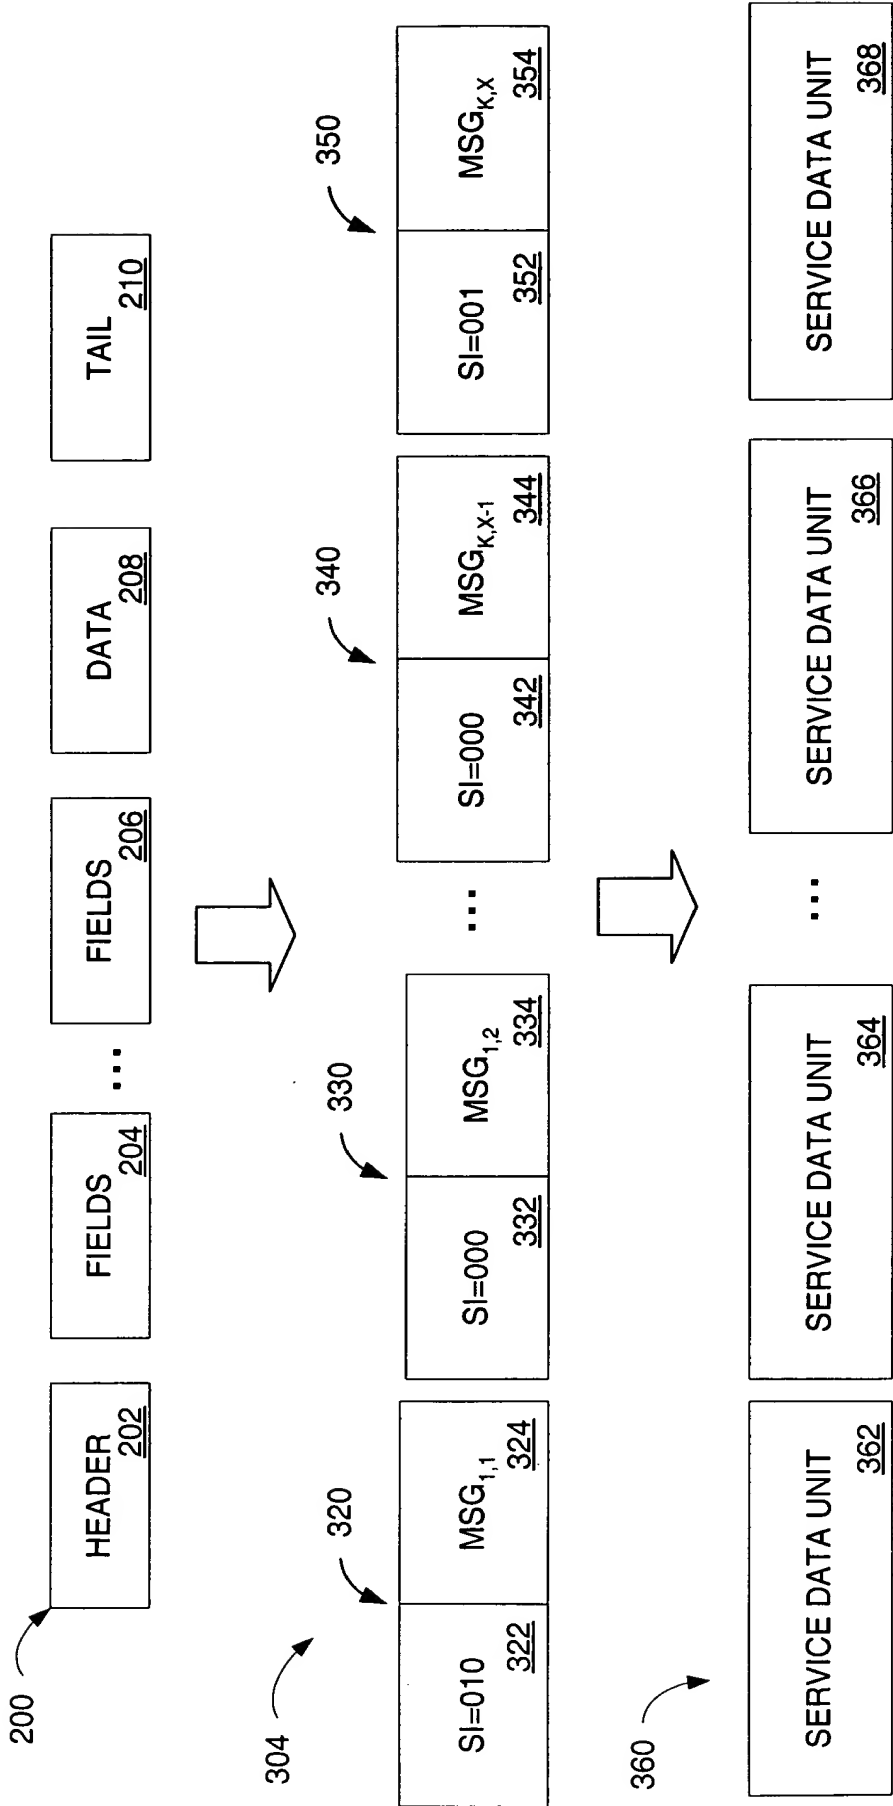 200
HEADER
202
FIELDS
204
...
FIELDS
206
DATA
208
TAIL
210
304
320
SI=010
322
MSG1,1
324
330
SI=000
332
MSG1,2
334
...
340
SI=000
342
MSGK,X-1
344
350
SI=001
352
MSGK,X
354
360
SERVICE DATA UNIT
362
SERVICE DATA UNIT
364
...
SERVICE DATA UNIT
366
SERVICE DATA UNIT
368